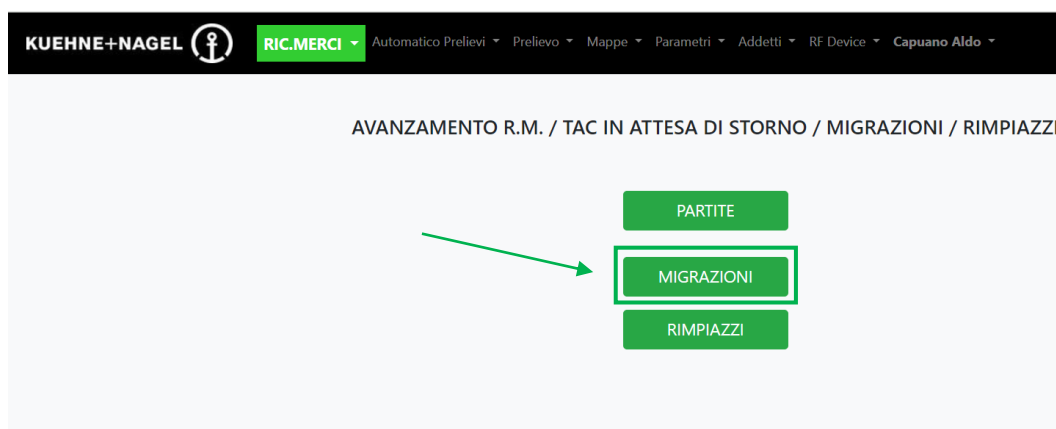 KUEHNE+NAGEL RIC.MERCI Automatico Prelievi Prelievo Mappe Parametri Addetti RF Device Capuano Aldo
AVANZAMENTO R.M. / TAC IN ATTESA DI STORNO / MIGRAZIONI / RIMPIAZZI
PARTITE
MIGRAZIONI
RIMPIAZZI